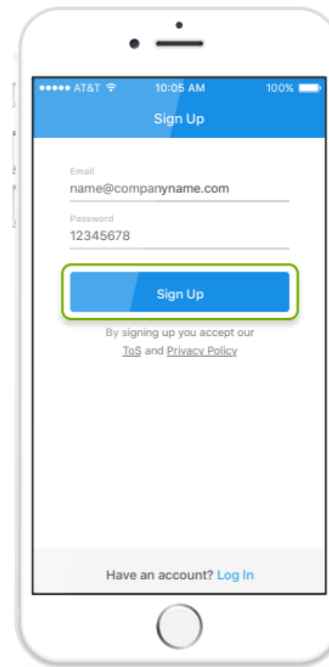 AT&T 10:05 AM 100%
Sign Up
Email
name@companyname.com
Password
12345678
Sign Up
By signing up you accept our
ToS and Privacy Policy
Have an account? Log In